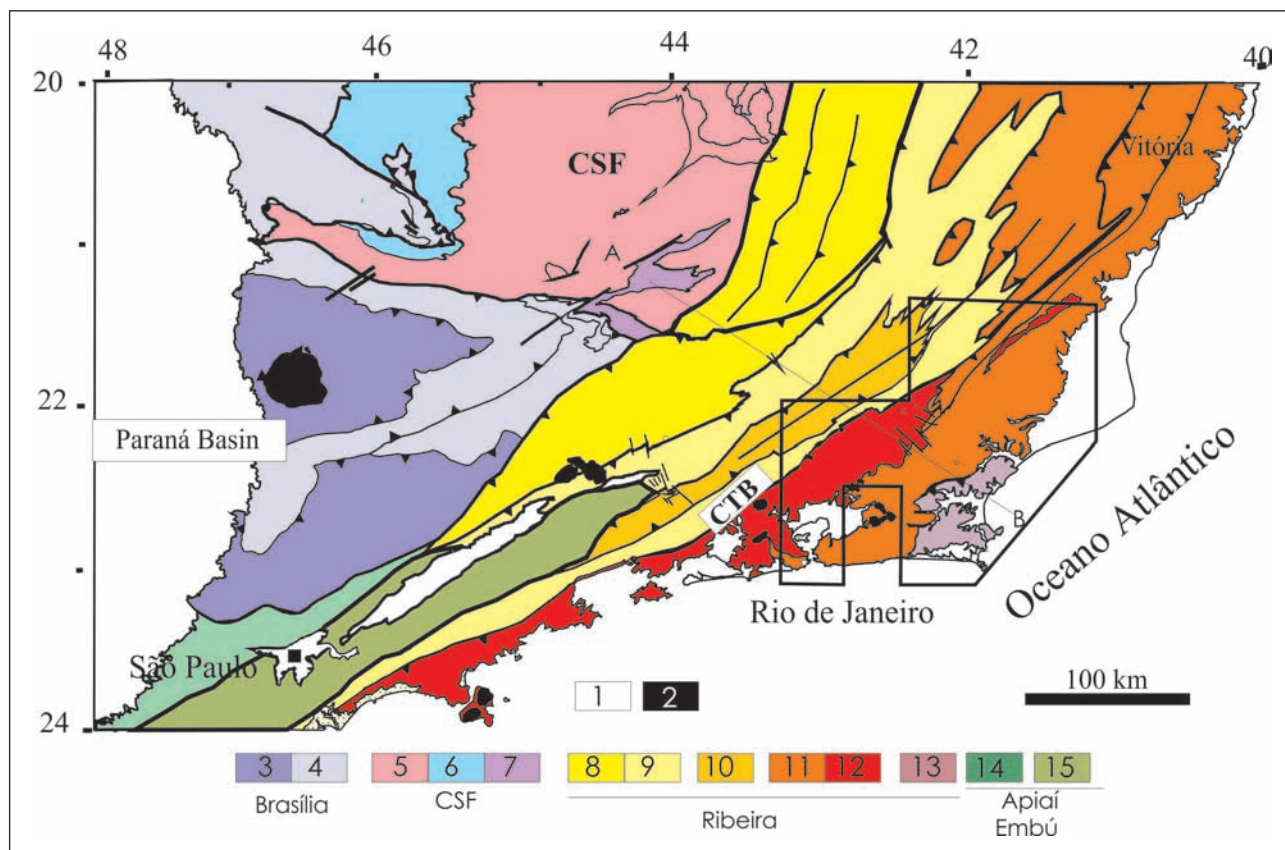 48 46 44 42 40
20
CSF
Vitória
A
22
Paraná Basin
CTB
B
Oceano Atlântico
Rio de Janeiro
São Paulo
100 km
1 2
24
3 4 5 6 7 8 9 10 11 12 13 14 15
Brasília CSF Ribeira Apiaí
Embú